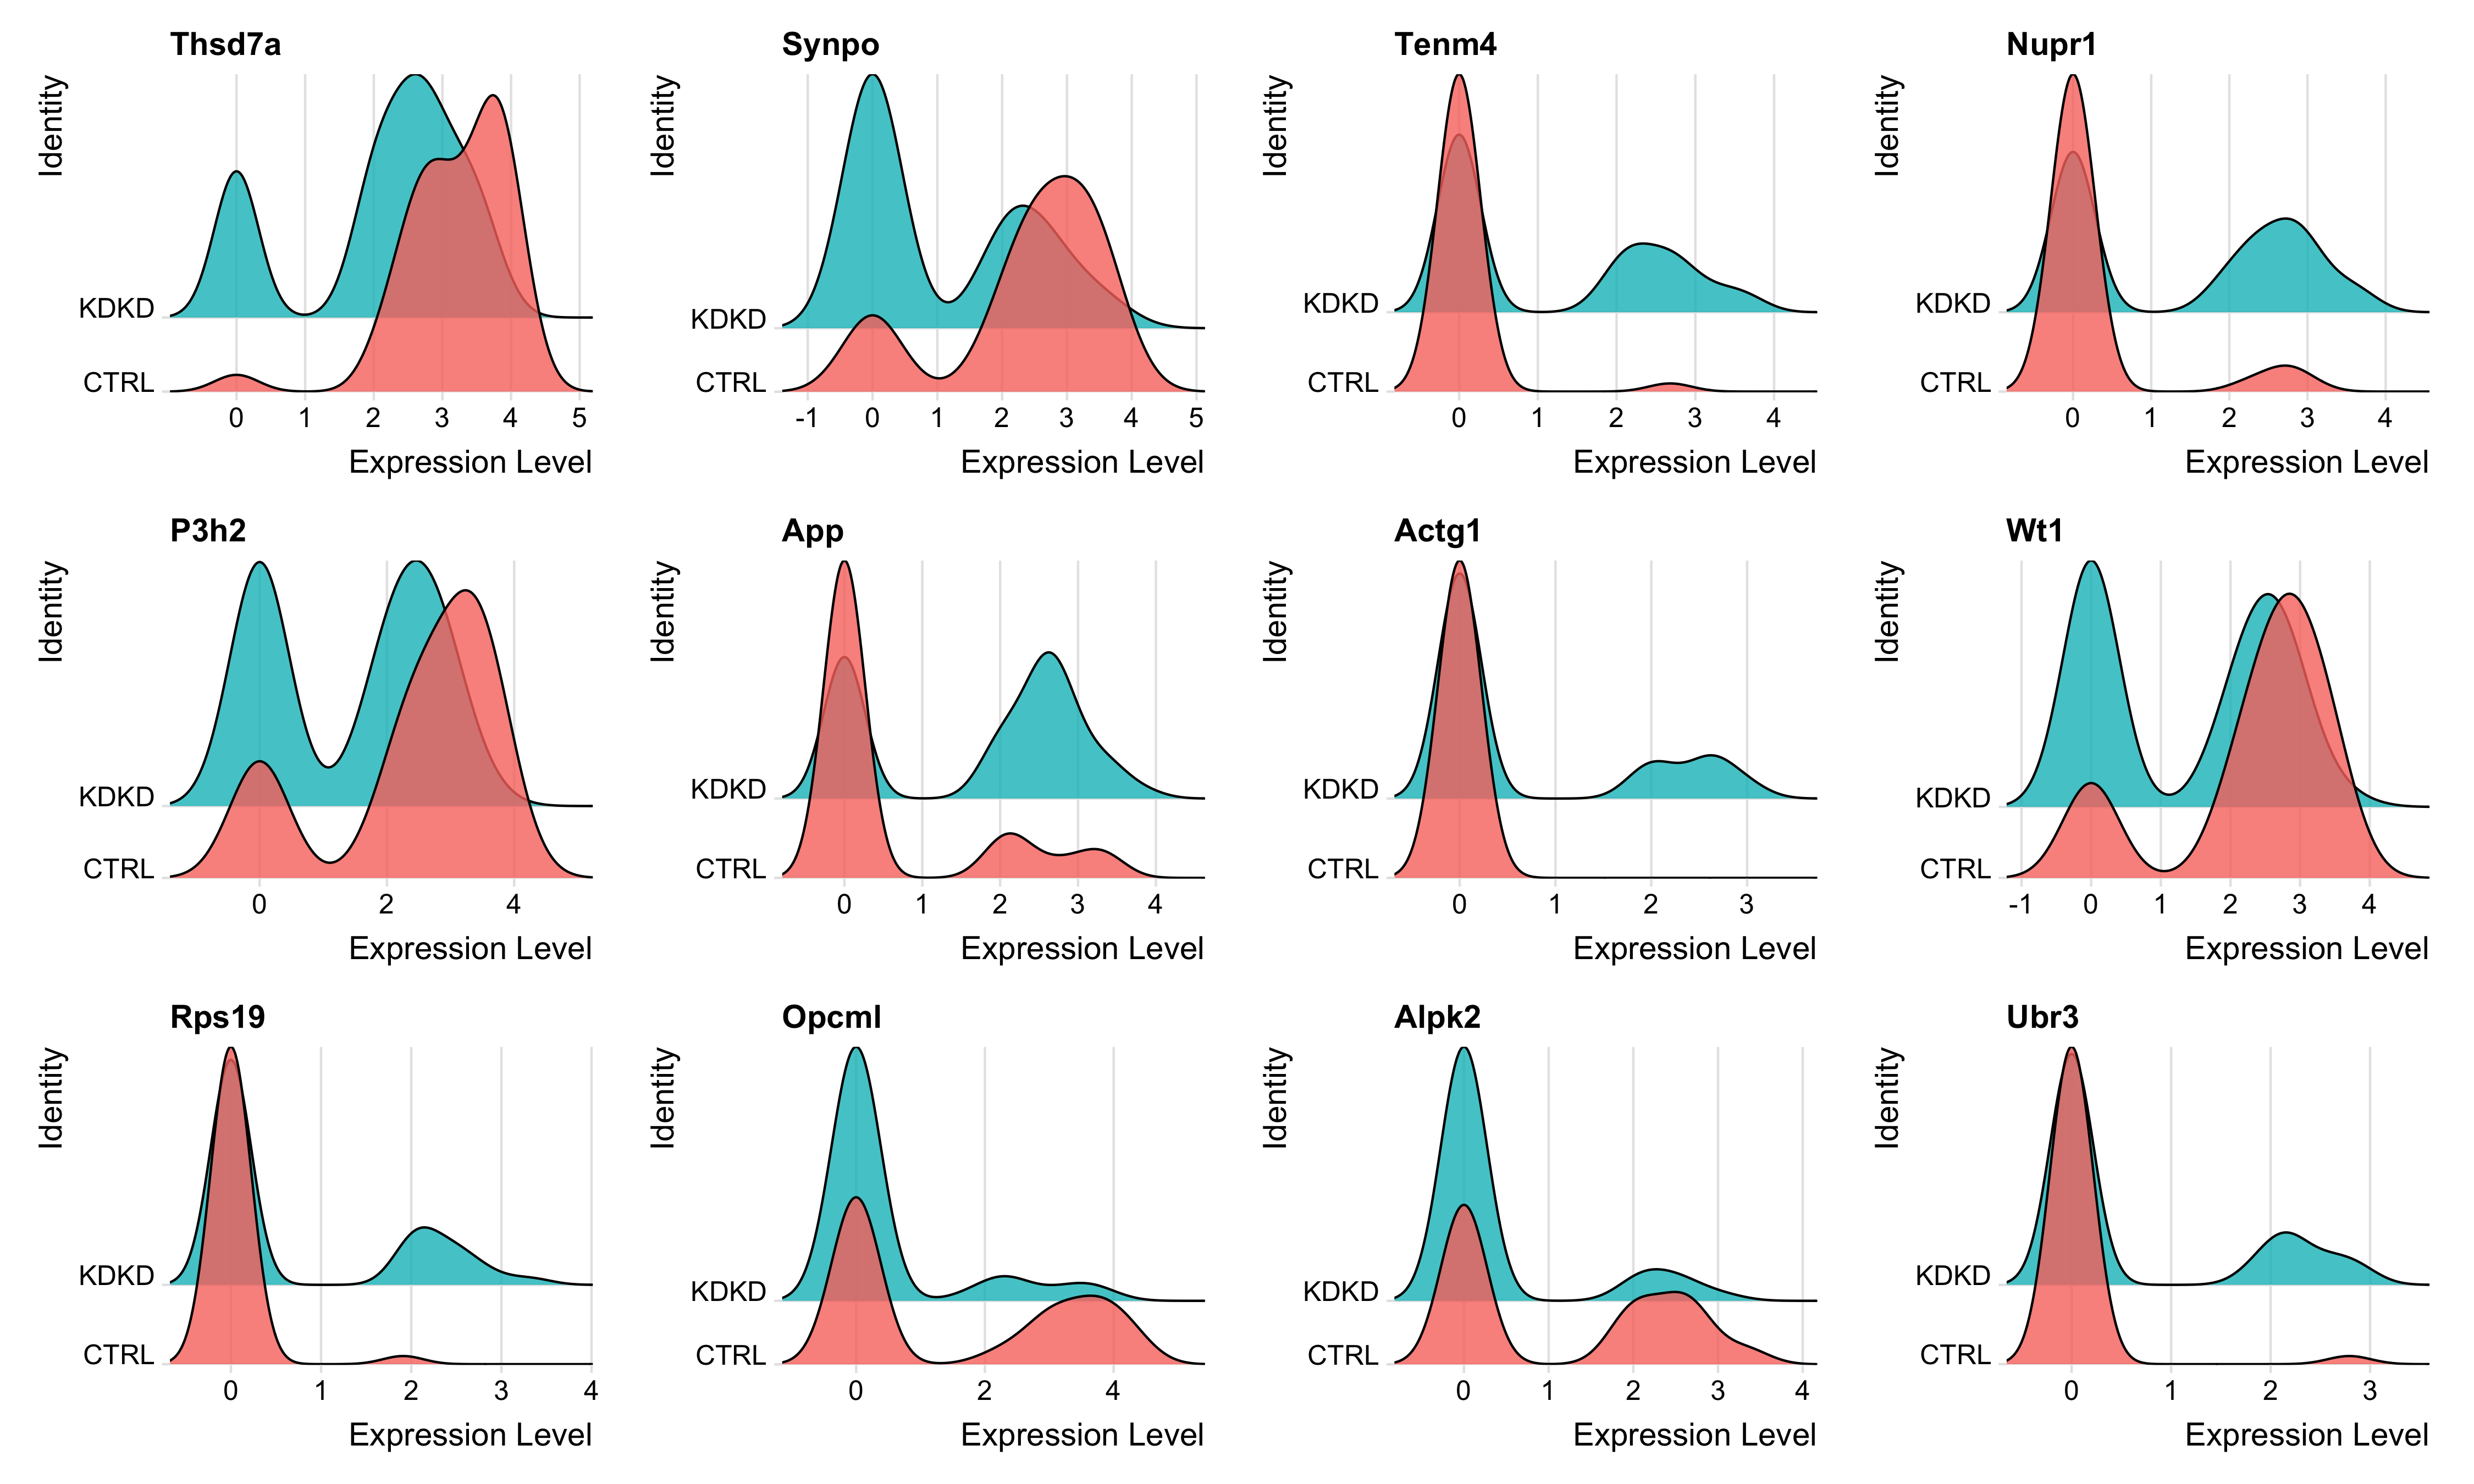 Thsd7a
Identity
KDKD
CTRL
0 1 2 3 4 5
Expression Level
Synpo
Identity
KDKD
CTRL
-1 0 1 2 3 4 5
Expression Level
Tenm4
Identity
KDKD
CTRL
0 1 2 3 4
Expression Level
Nupr1
Identity
KDKD
CTRL
0 1 2 3 4
Expression Level
P3h2
Identity
KDKD
CTRL
0 2 4
Expression Level
App
Identity
KDKD
CTRL
0 1 2 3 4
Expression Level
Actg1
Identity
KDKD
CTRL
0 1 2 3
Expression Level
Wt1
Identity
KDKD
CTRL
-1 0 1 2 3 4
Expression Level
Rps19
Identity
KDKD
CTRL
0 1 2 3 4
Expression Level
Opcml
Identity
KDKD
CTRL
0 2 4
Expression Level
Alpk2
Identity
KDKD
CTRL
0 1 2 3 4
Expression Level
Ubr3
Identity
KDKD
CTRL
0 1 2 3
Expression Level